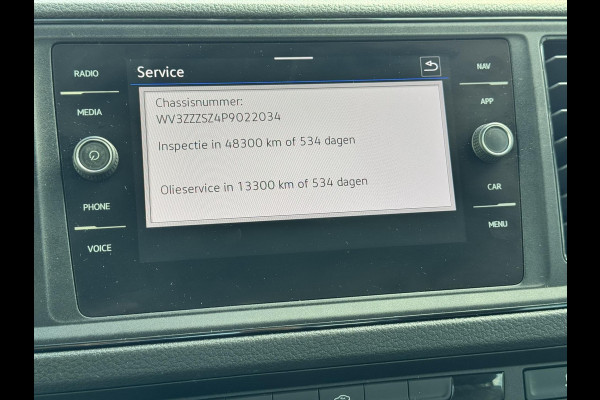 RADIO
Service
NAV
MEDIA
APP
Chassisnummer:
WV3ZZZSZ4P9022034
Inspectie in 48300 km of 534 dagen
Olieservice in 13300 km of 534 dagen
PHONE
CAR
VOICE
MENU